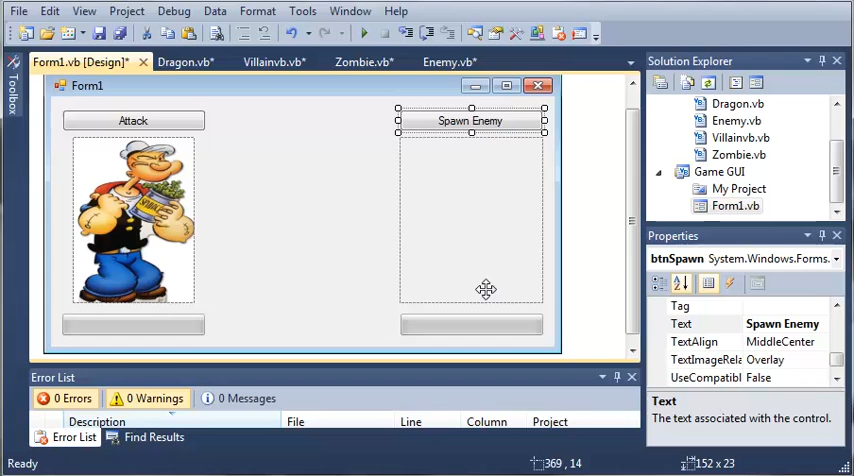 File Edit View Project Debug Data Format Tools Window Help
Form1.vb [Design]* Dragon.vb* Villainvb.vb* Zombie.vb* Enemy.vb*
Toolbox
Form1
Attack
Spawn Enemy
SPINACH
Solution Explorer
Dragon.vb
Enemy.vb
Villainvb.vb
Zombie.vb
Game GUI
My Project
Form1.vb
Properties
btnSpawn System.Windows.Forms.
Tag
Text Spawn Enemy
TextAlign MiddleCenter
TextImageRela Overlay
UseCompatibl False
Text
The text associated with the control.
Error List
0 Errors 0 Warnings 0 Messages
Description File Line Column Project
Error List Find Results
Ready 369 , 14 152 x 23